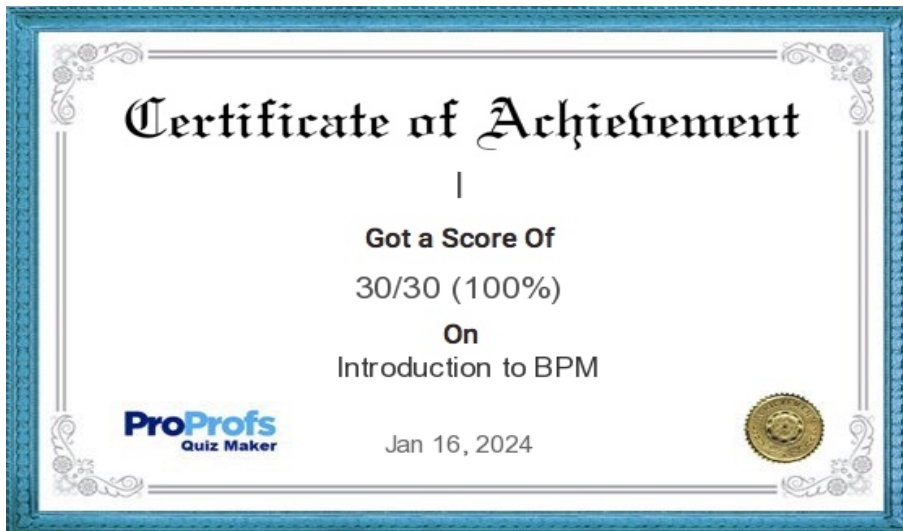 Certificate of Achievement
|
Got a Score Of
30/30 (100%)
On
Introduction to BPM
ProProfs
Quiz Maker
Jan 16, 2024